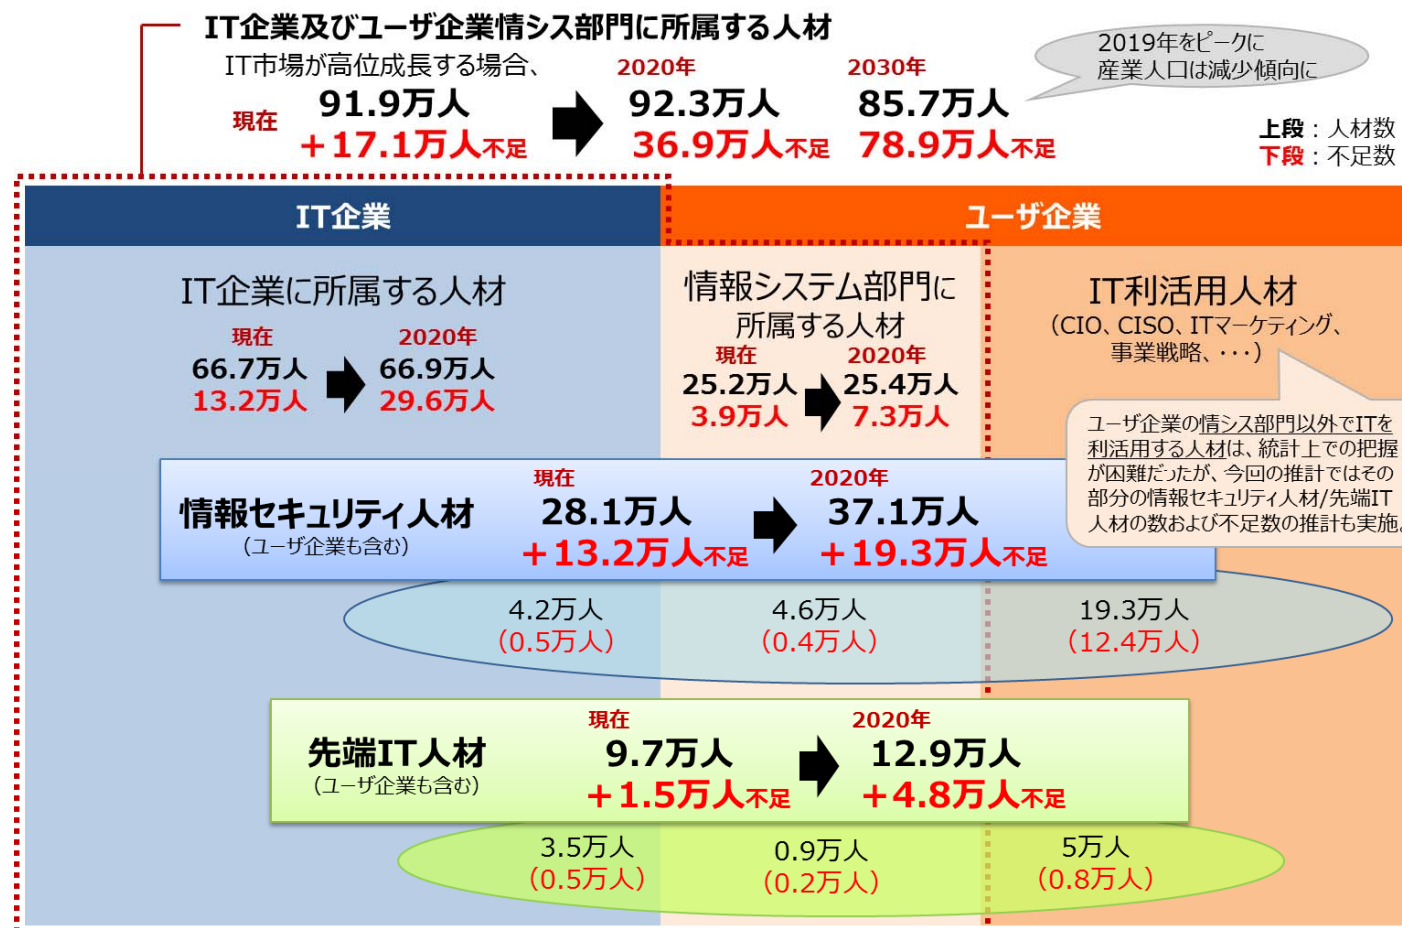 IT企業及びユーザ企業情シス部門に所属する人材
IT市場が高位成長する場合、
2020年
2030年
2019年をピークに
産業人口は減少傾向に
現在
91.9万人
92.3万人
85.7万人
+17.1万人不足
36.9万人不足
78.9万人不足
上段：人材数
下段：不足数
IT企業
ユーザ企業
IT企業に所属する人材
現在
2020年
66.7万人
66.9万人
13.2万人
29.6万人
情報システム部門に
所属する人材
現在
2020年
25.2万人
25.4万人
3.9万人
7.3万人
IT利活用人材
（CIO、CISO、ITマーケティング、
事業戦略、・・・）
ユーザ企業の情シス部門以外でITを
利活用する人材は、統計上での把握
が困難だったが、今回の推計ではその
部分の情報セキュリティ人材/先端IT
人材の数および不足数の推計も実施。
情報セキュリティ人材
（ユーザ企業も含む）
現在
2020年
28.1万人
37.1万人
+13.2万人不足
+19.3万人不足
4.2万人
4.6万人
19.3万人
（0.5万人）
（0.4万人）
（12.4万人）
先端IT人材
（ユーザ企業も含む）
現在
2020年
9.7万人
12.9万人
+1.5万人不足
+4.8万人不足
3.5万人
0.9万人
5万人
（0.5万人）
（0.2万人）
（0.8万人）